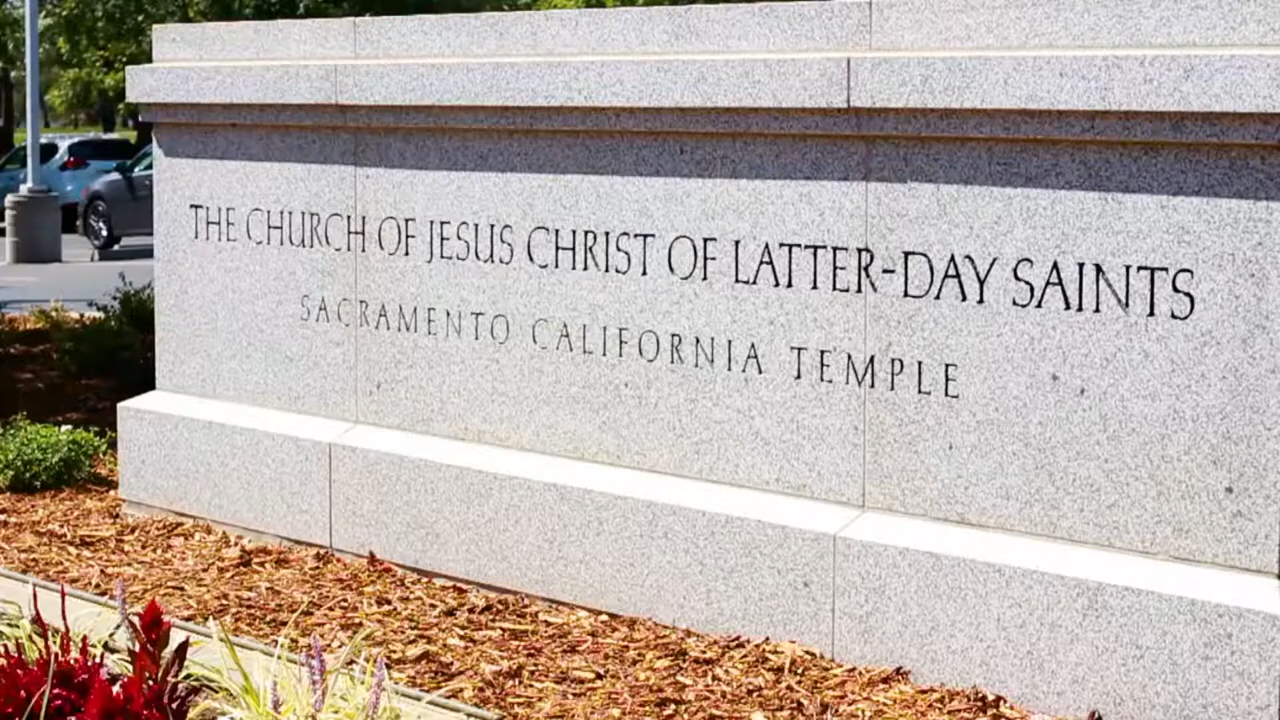 THE CHURCH OF JESUS CHRIST OF LATTER-DAY SAINTS
SACRAMENTO CALIFORNIA TEMPLE